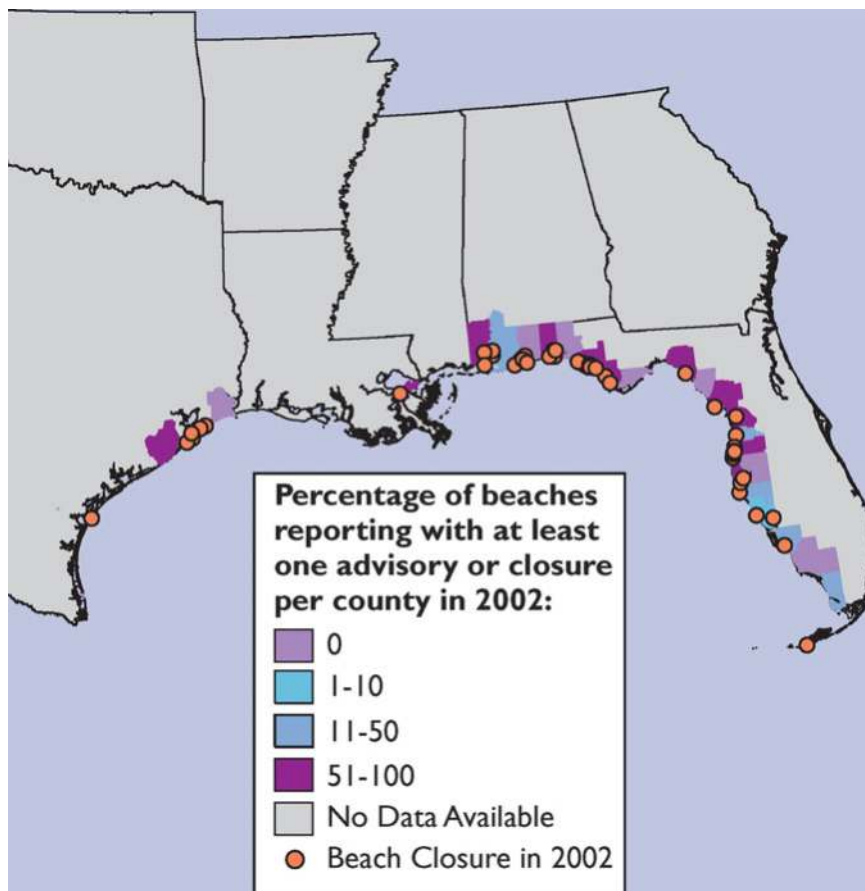 Percentage of beaches
reporting with at least
one advisory or closure
per county in 2002:
0
1-10
11-50
51-100
No Data Available
Beach Closure in 2002